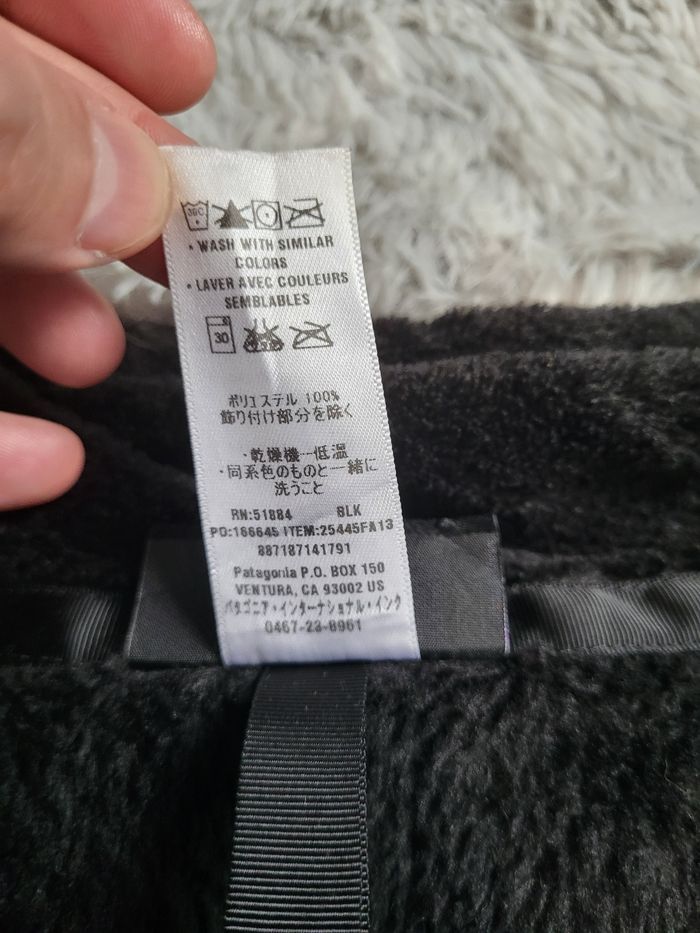 30C
• WASH WITH SIMILAR
COLORS
• LAVER AVEC COULEURS
SEMBLABLES
30
ポリエステル 100%
飾り付け部分を除く
・乾燥機―低温
・同系色のものと一緒に
洗うこと
RN:51884 BLK
PO:166645 ITEM:25445FA13
887187141791
Patagonia P.O. BOX 150
VENTURA, CA 93002 US
パタゴニア・インターナショナル・インク
0467-23-8961